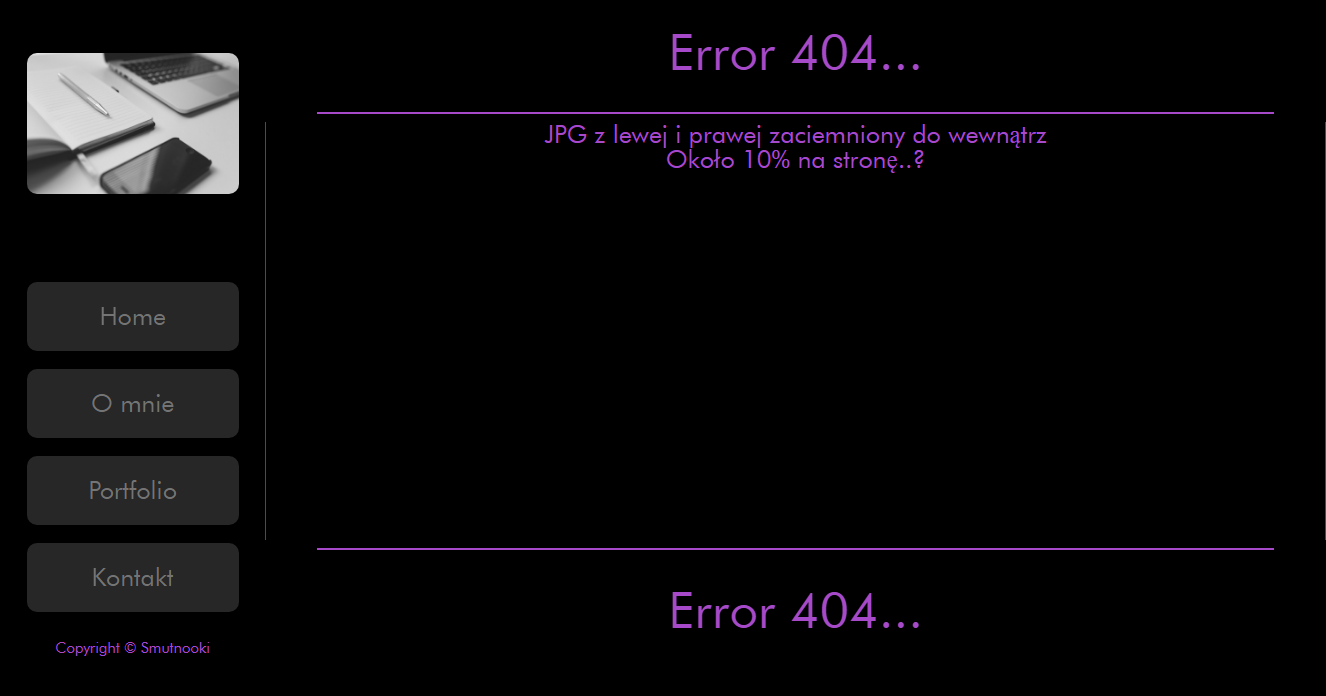 Error 404...
JPG z lewej i prawej zaciemniony do wewnątrz
Około 10% na stronę..?
Home
O mnie
Portfolio
Kontakt
Copyright © Smutnooki
Error 404...